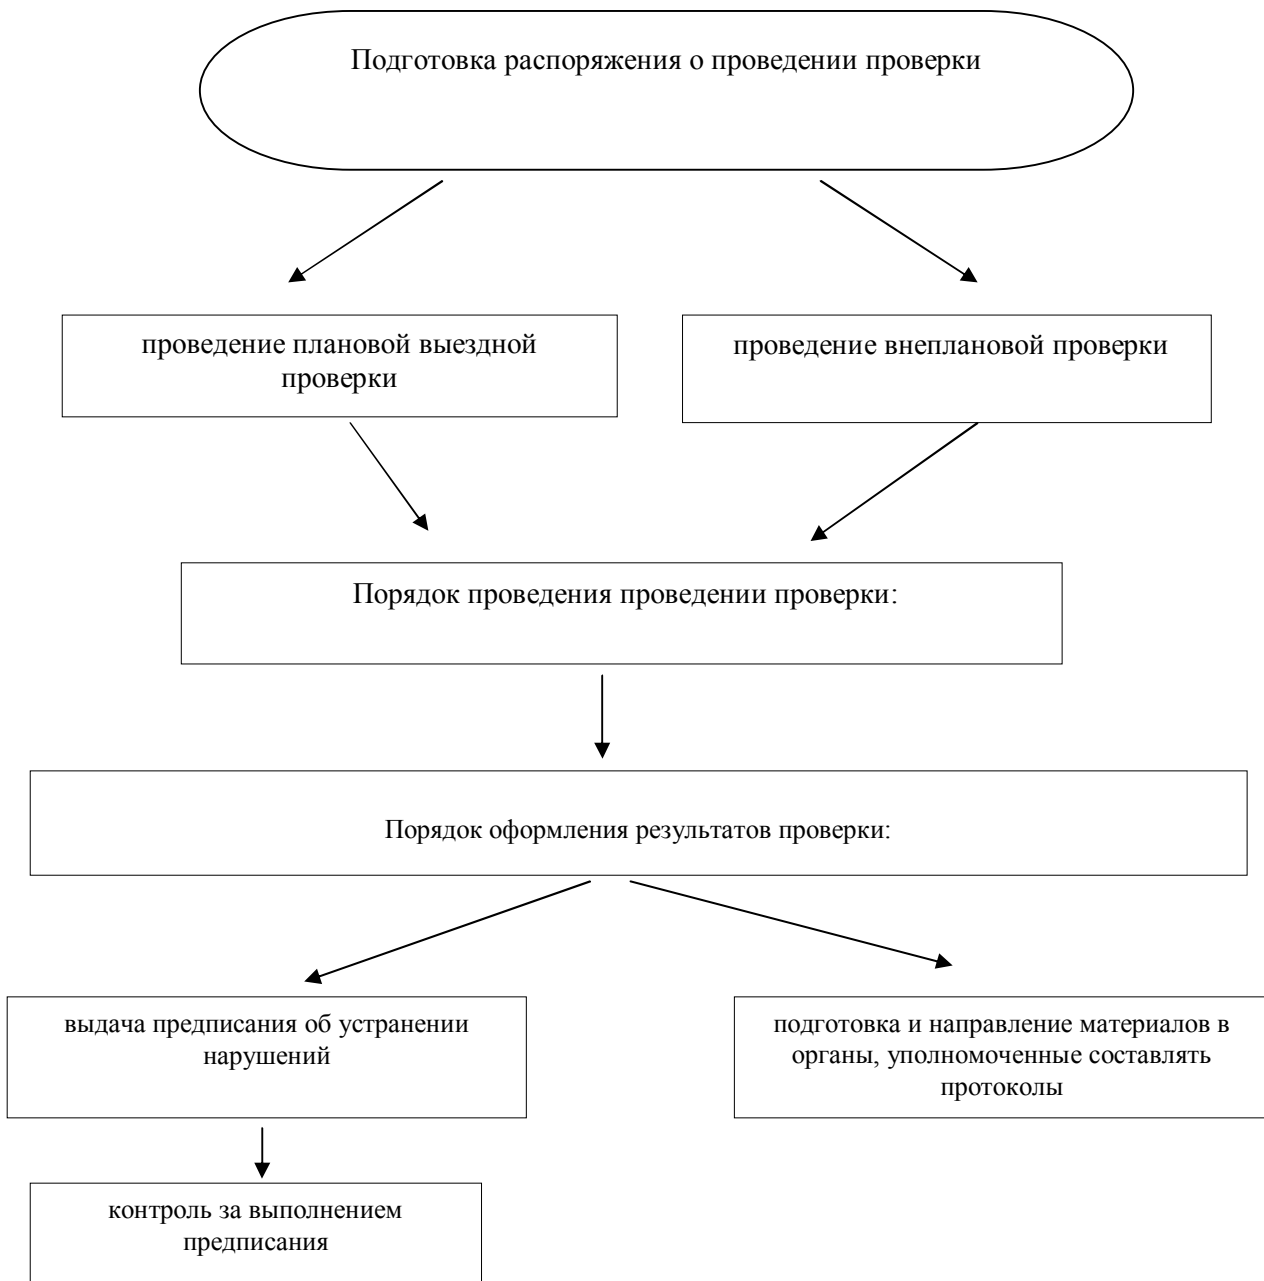 Подготовка распоряжения о проведении проверки
проведение плановой выездной
проверки
проведение внеплановой проверки
Порядок проведения проведении проверки:
Порядок оформления результатов проверки:
выдача предписания об устранении
нарушений
подготовка и направление материалов в
органы, уполномоченные составлять
протоколы
контроль за выполнением
предписания